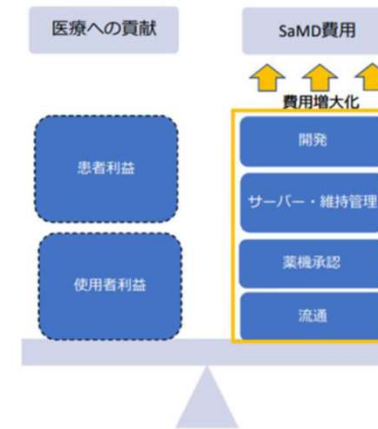 医療への貢献
SaMD費用
費用増大化
患者利益
使用者利益
開発
サーバー・維持管理
薬機承認
流通